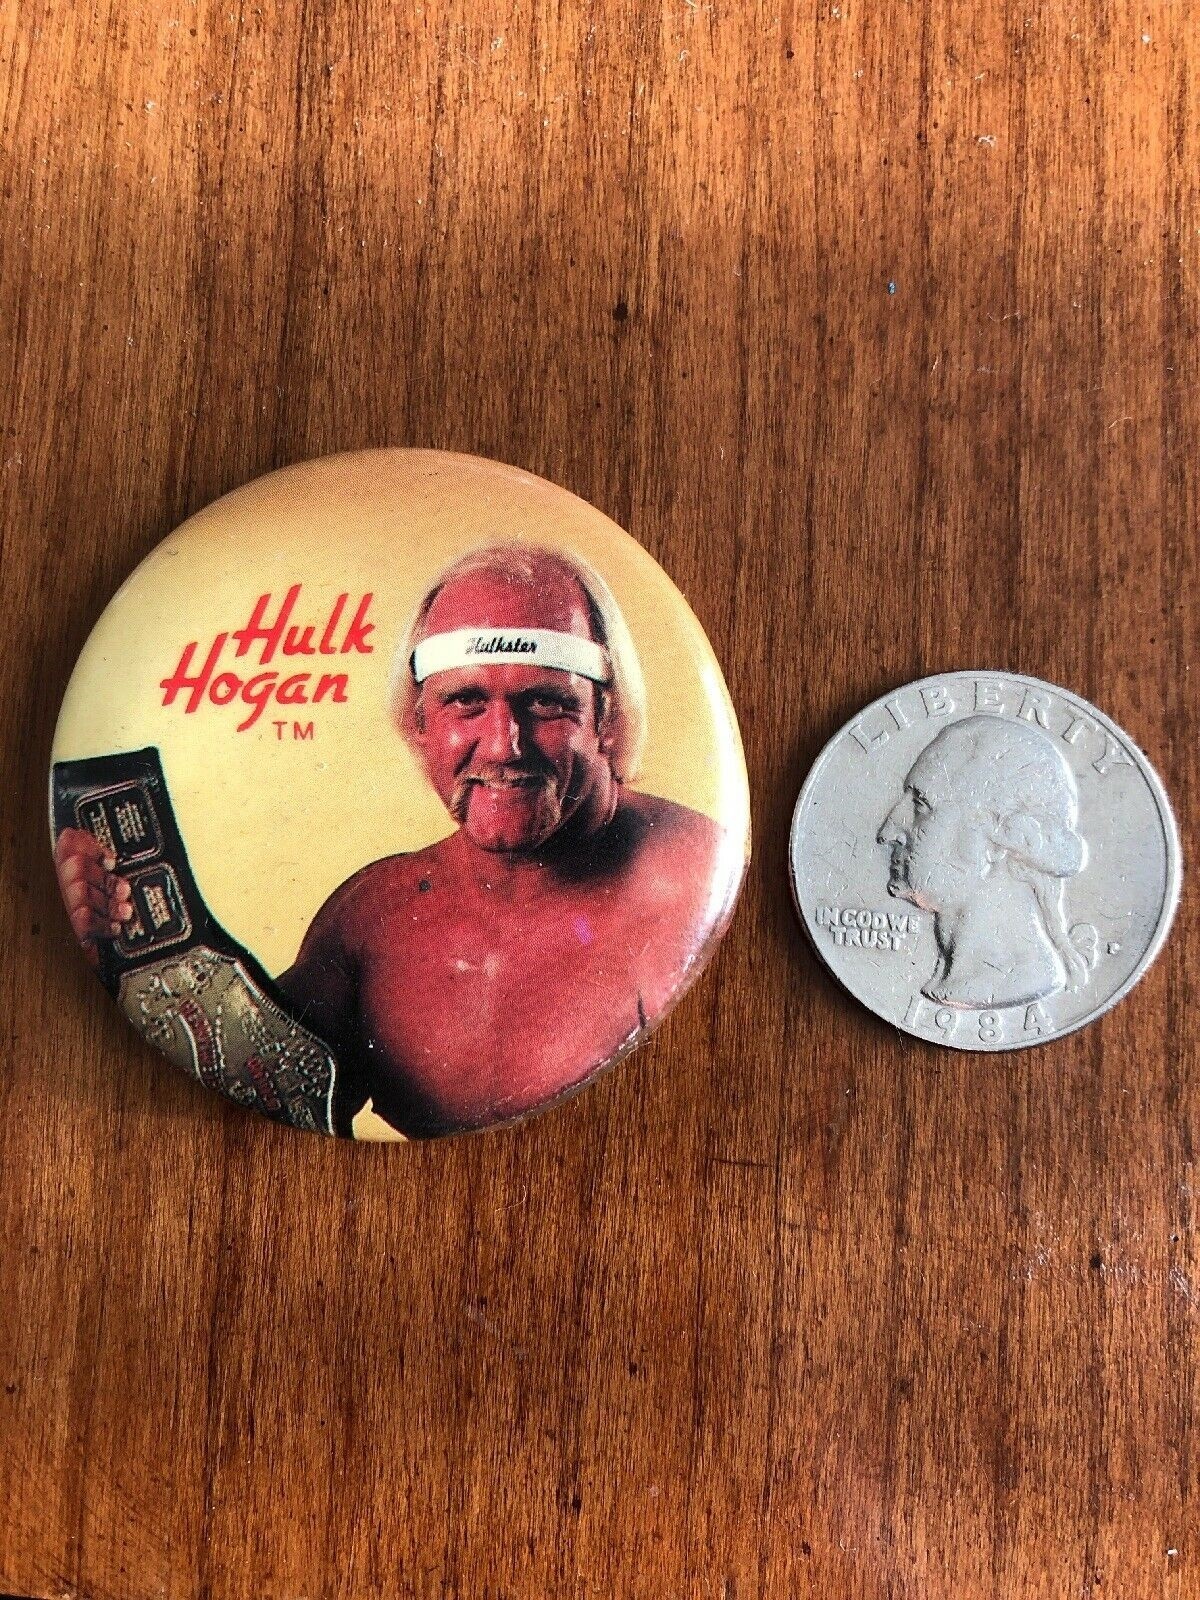 Hulk
Hogan
TM
Hulkster
LIBERTY
IN GOD WE
TRUST
P
1984